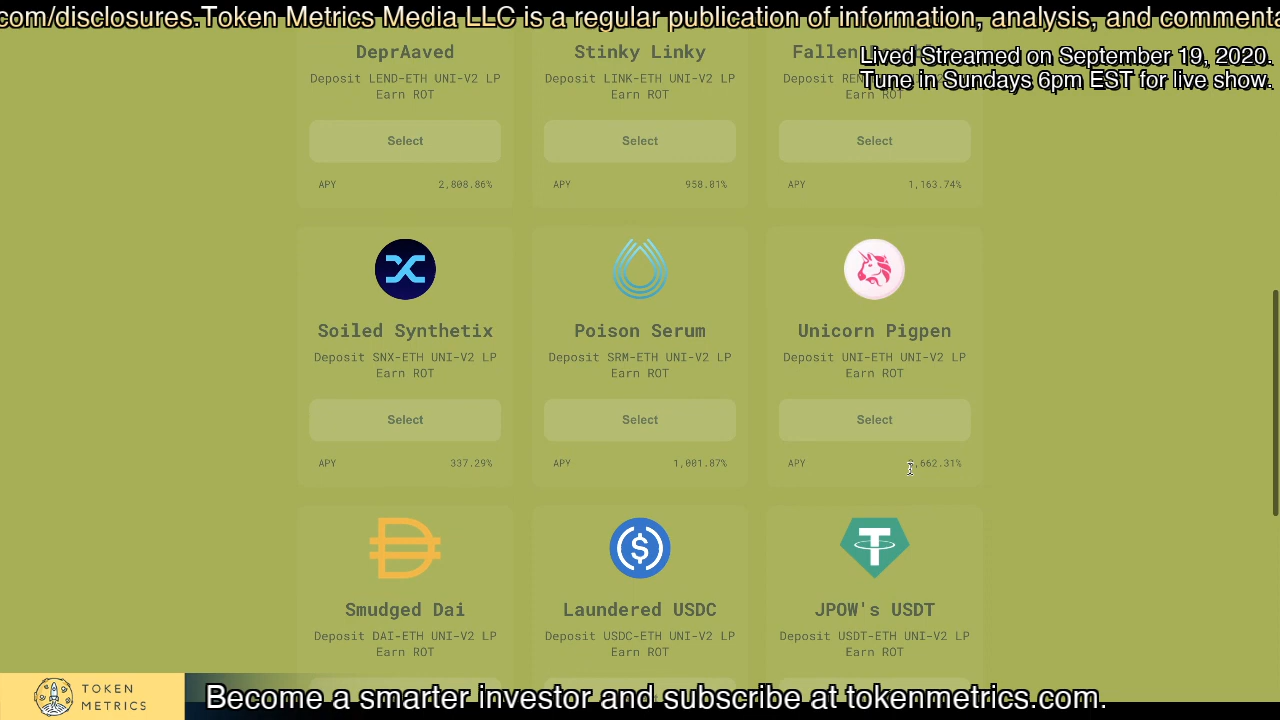 com/disclosures.Token Metrics Media LLC is a regular publication of information, analysis, and commenta
Lived Streamed on September 19, 2020.
Tune in Sundays 6pm EST for live show.
DeprAaved
Deposit LEND-ETH UNI-V2 LP
Earn ROT
Select
APY 2,808.86%
Stinky Linky
Deposit LINK-ETH UNI-V2 LP
Earn ROT
Select
APY 958.81%
Fallen
Deposit
Earn ROT
Select
APY 1,163.74%
Soiled Synthetix
Deposit SNX-ETH UNI-V2 LP
Earn ROT
Select
APY 337.29%
Poison Serum
Deposit SRM-ETH UNI-V2 LP
Earn ROT
Select
APY 1,001.87%
Unicorn Pigpen
Deposit UNI-ETH UNI-V2 LP
Earn ROT
Select
APY
Smudged Dai
Deposit DAI-ETH UNI-V2 LP
Earn ROT
Laundered USDC
Deposit USDC-ETH UNI-V2 LP
Earn ROT
JPOW's USDT
Deposit USDT-ETH UNI-V2 LP
Earn ROT
TOKEN
METRICS
Become a smarter investor and subscribe at tokenmetrics.com.